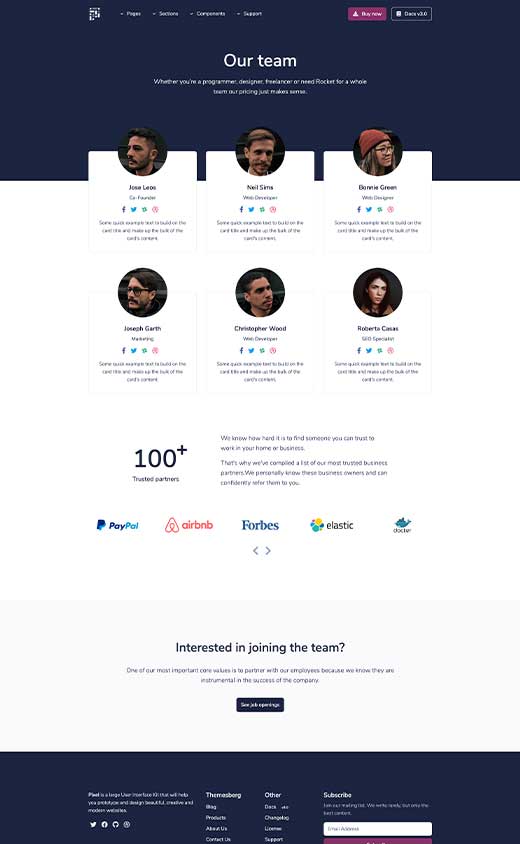 Pages Sections Components Support Buy now Docs v3.0
Our team
Whether you're a programmer, designer, freelancer or need Rocket for a whole
team our pricing just makes sense.
Jose Leos Neil Sims Bonnie Green
Co-Founder Web Developer Web Designer
Some quick example text to build on the
card title and make up the bulk of the
card's content.
Some quick example text to build on the
card title and make up the bulk of the
card's content.
Some quick example text to build on the
card title and make up the bulk of the
card's content.
Joseph Garth Christopher Wood Roberta Casas
Marketing Web Developer SEO Specialist
Some quick example text to build on the
card title and make up the bulk of the
card's content.
Some quick example text to build on the
card title and make up the bulk of the
card's content.
Some quick example text to build on the
card title and make up the bulk of the
card's content.
100+
Trusted partners
We know how hard it is to find someone you can trust to
work in your home or business.
That's why we've compiled a list of our most trusted business
partners.We personally know these business owners and can
confidently refer them to you.
PayPal airbnb Forbes elastic docker
Interested in joining the team?
One of our most important core values is to partner with our employees because we know they are
instrumental in the success of the company.
See job openings
Pixel is a large User Interface Kit that will help
you prototype and design beautiful, creative and
modern websites.
Themesberg
Blog
Products
About Us
Contact Us
Other
Docs v3.0
Changelog
License
Support
Subscribe
Join our mailing list. We write rarely, but only the
best content.
Email Address